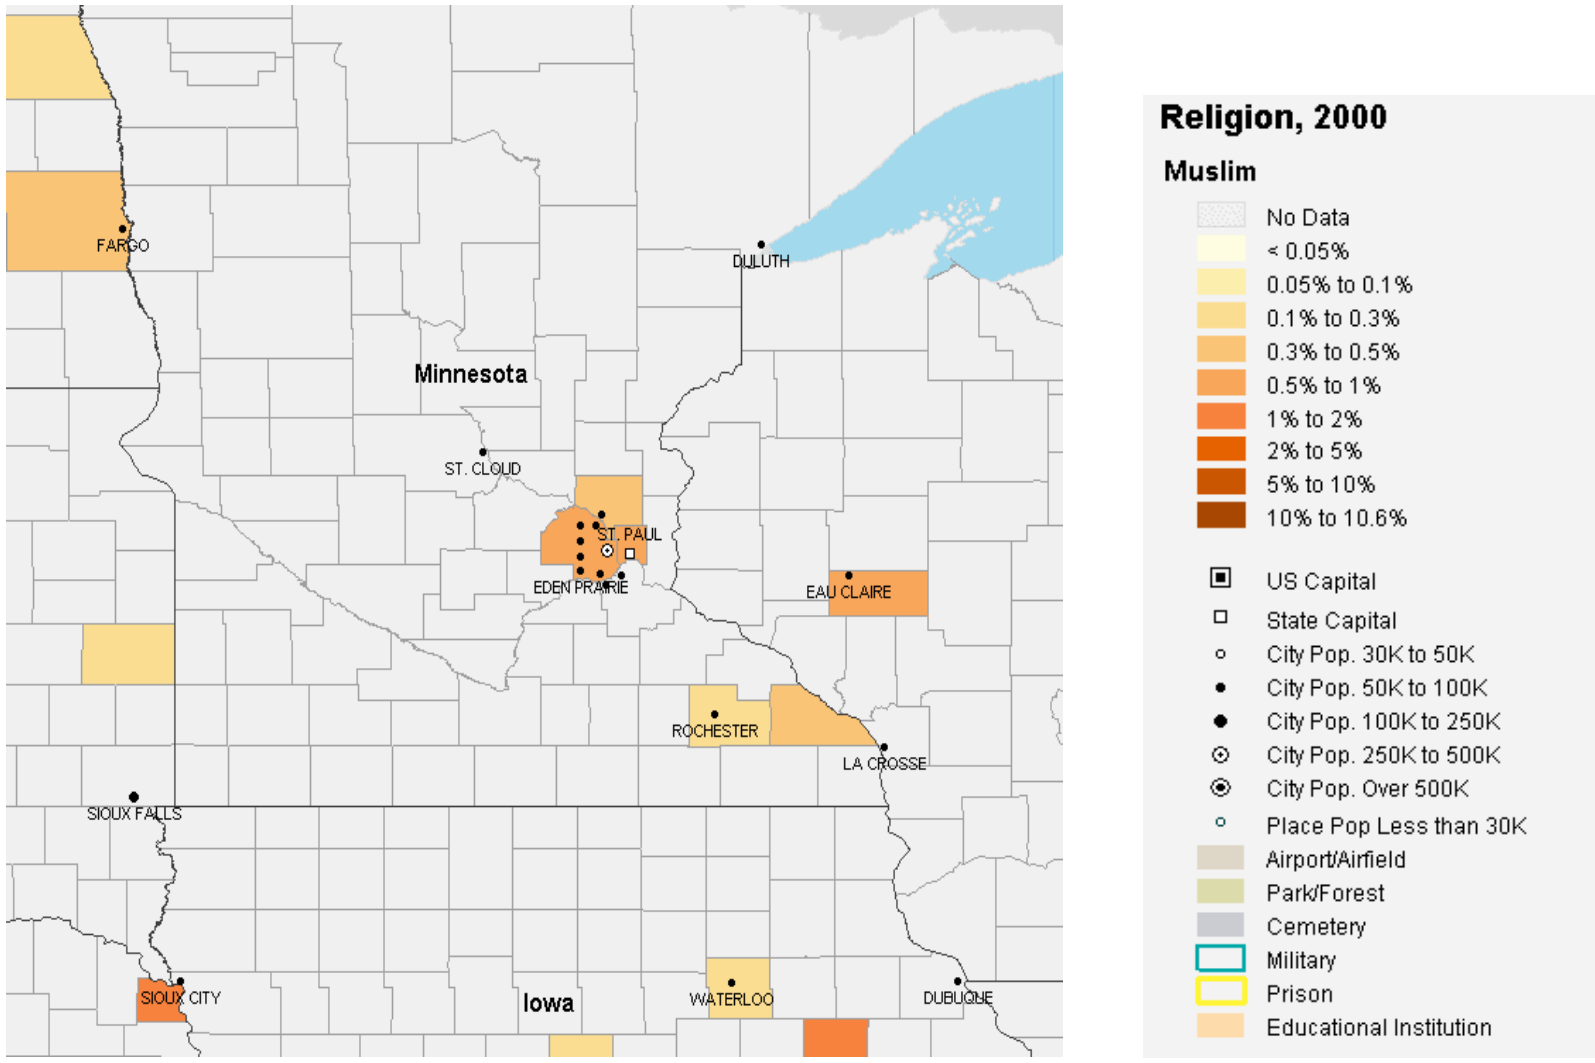 FARGO
DULUTH
Minnesota
ST. CLOUD
ST. PAUL
EDEN PRAIRIE
EAU CLAIRE
ROCHESTER
LA CROSSE
SIOUX FALLS
SIOUX CITY
Iowa
WATERLOO
DUBUQUE
Religion, 2000
Muslim
No Data
< 0.05%
0.05% to 0.1%
0.1% to 0.3%
0.3% to 0.5%
0.5% to 1%
1% to 2%
2% to 5%
5% to 10%
10% to 10.6%
US Capital
State Capital
City Pop. 30K to 50K
City Pop. 50K to 100K
City Pop. 100K to 250K
City Pop. 250K to 500K
City Pop. Over 500K
Place Pop Less than 30K
Airport/Airfield
Park/Forest
Cemetery
Military
Prison
Educational Institution